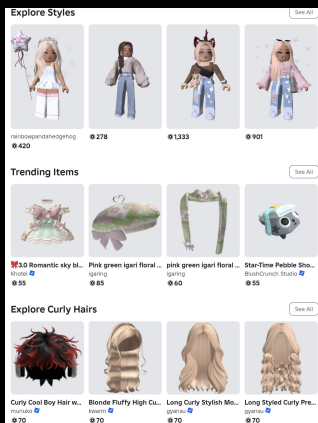 Explore Styles
See All
rainbowpandahedgehog
420
278
1,333
901
Trending Items
See All
3.0 Romantic sky bl...
Khotei
55
Pink green igari floral ...
igaring
85
pink green igari floral ...
igaring
60
Star-Time Pebble Sho...
BlushCrunch Studio
55
Explore Curly Hairs
See All
Curly Cool Boy Hair w...
munuko
70
Blonde Fluffy High Cu...
kwarm
70
Long Curly Stylish Mo...
gyansu
70
Long Styled Curly Pre...
gyansu
70